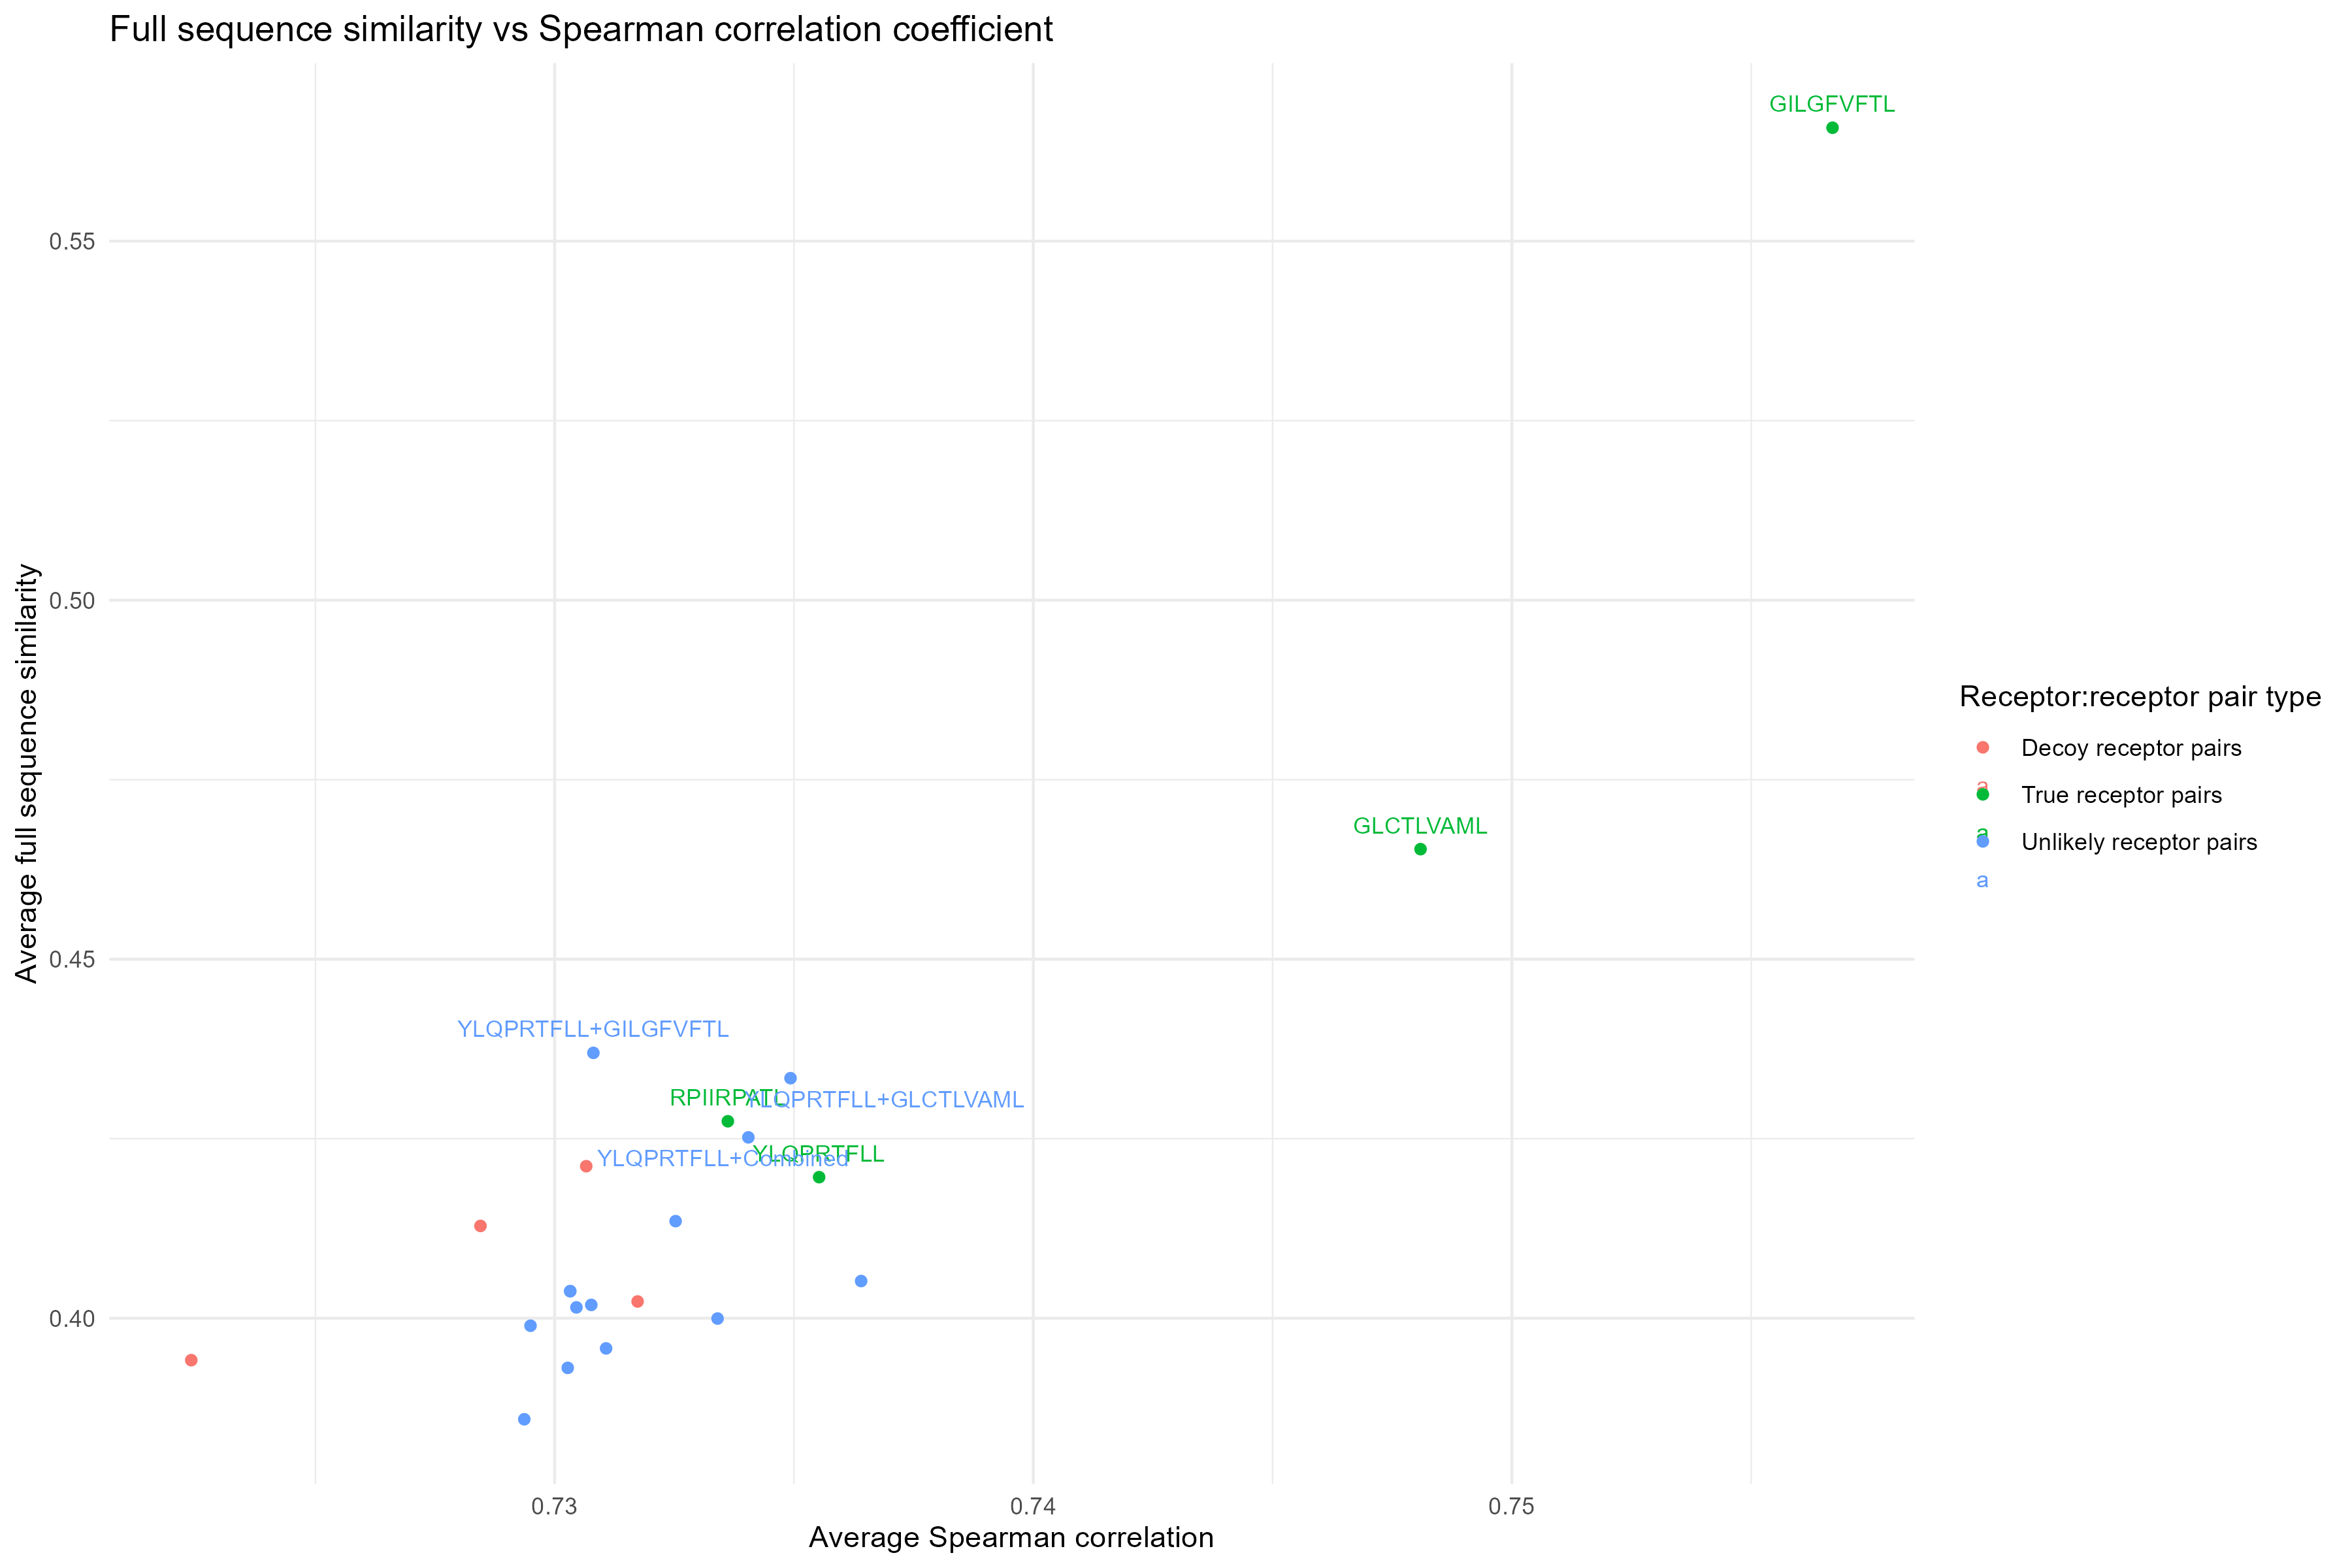 Full sequence similarity vs Spearman correlation coefficient
GILGFVFTL
0.55
0.50
GLCTLVAML
0.45
YLQPRTFLL+GILGFVFTL
RPIIRPATL
YLQPRTFLL+GLCTLVAML
YLQPRTFLL
YLQPRTFLL+Combined
0.40
0.73
0.74
0.75
Average Spearman correlation
Average full sequence similarity
Receptor:receptor pair type
Decoy receptor pairs
a
True receptor pairs
a
Unlikely receptor pairs
a